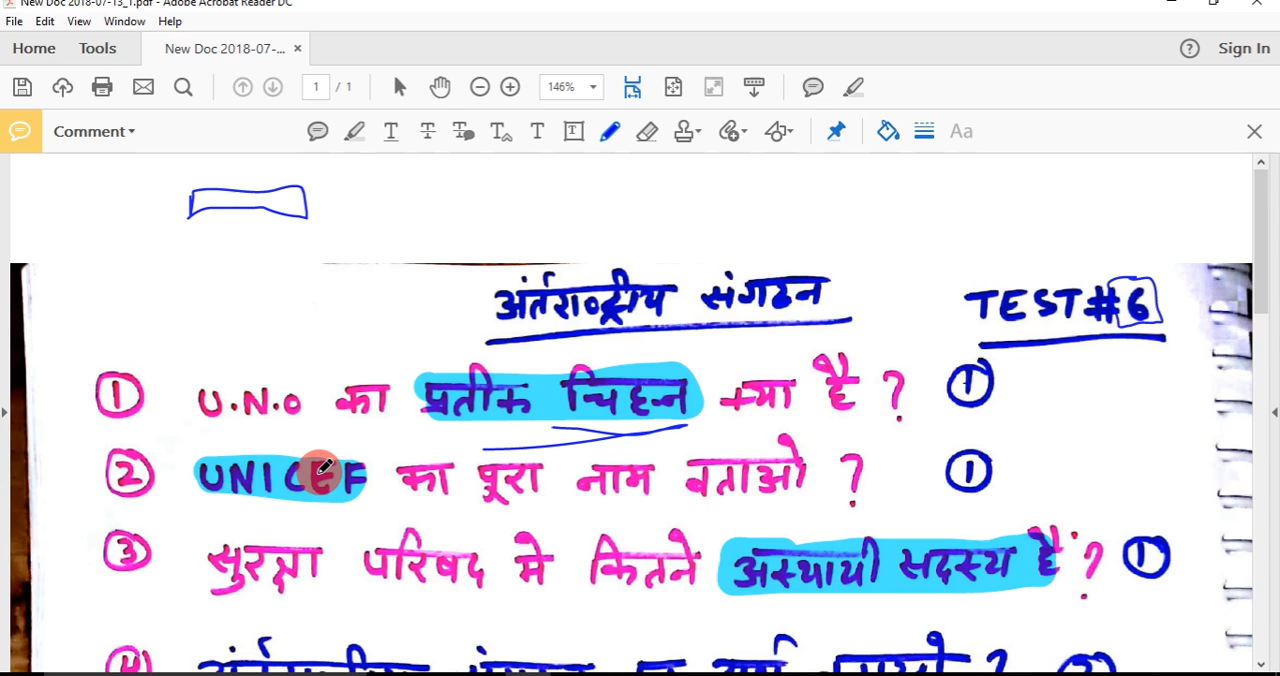 New Doc 2018-07-13_1.pdf - Adobe Acrobat Reader DC
File Edit View Window Help
Home Tools New Doc 2018-07-... × Sign In
1 / 1 146%
Comment Aa
अंर्तराष्ट्रीय संगठन TEST#6
① U.N.O का प्रतीक चिह्न क्या है ? ①
② UNICEF का पूरा नाम बताओ ? ①
③ सुरक्षा परिषद मे कितने अस्थायी सदस्य है ? ①
④ ?